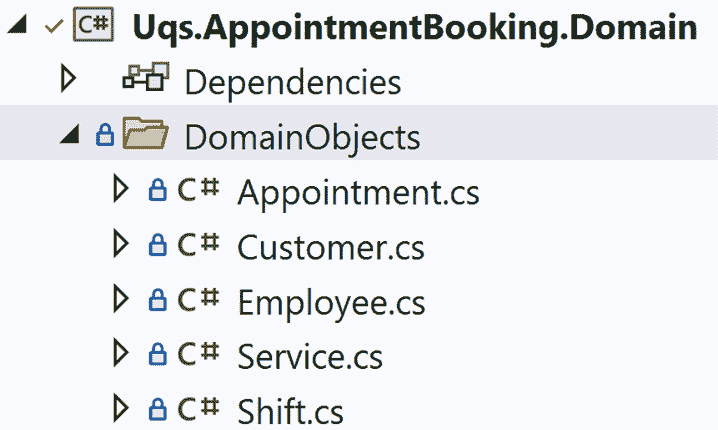 C# Uqs.AppointmentBooking.Domain
Dependencies
DomainObjects
C# Appointment.cs
C# Customer.cs
C# Employee.cs
C# Service.cs
C# Shift.cs